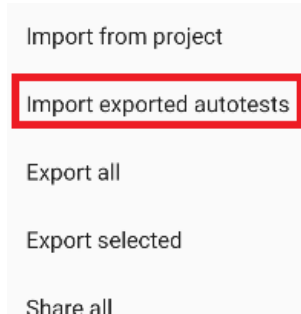 Import from project
Import exported autotests
Export all
Export selected
Share all